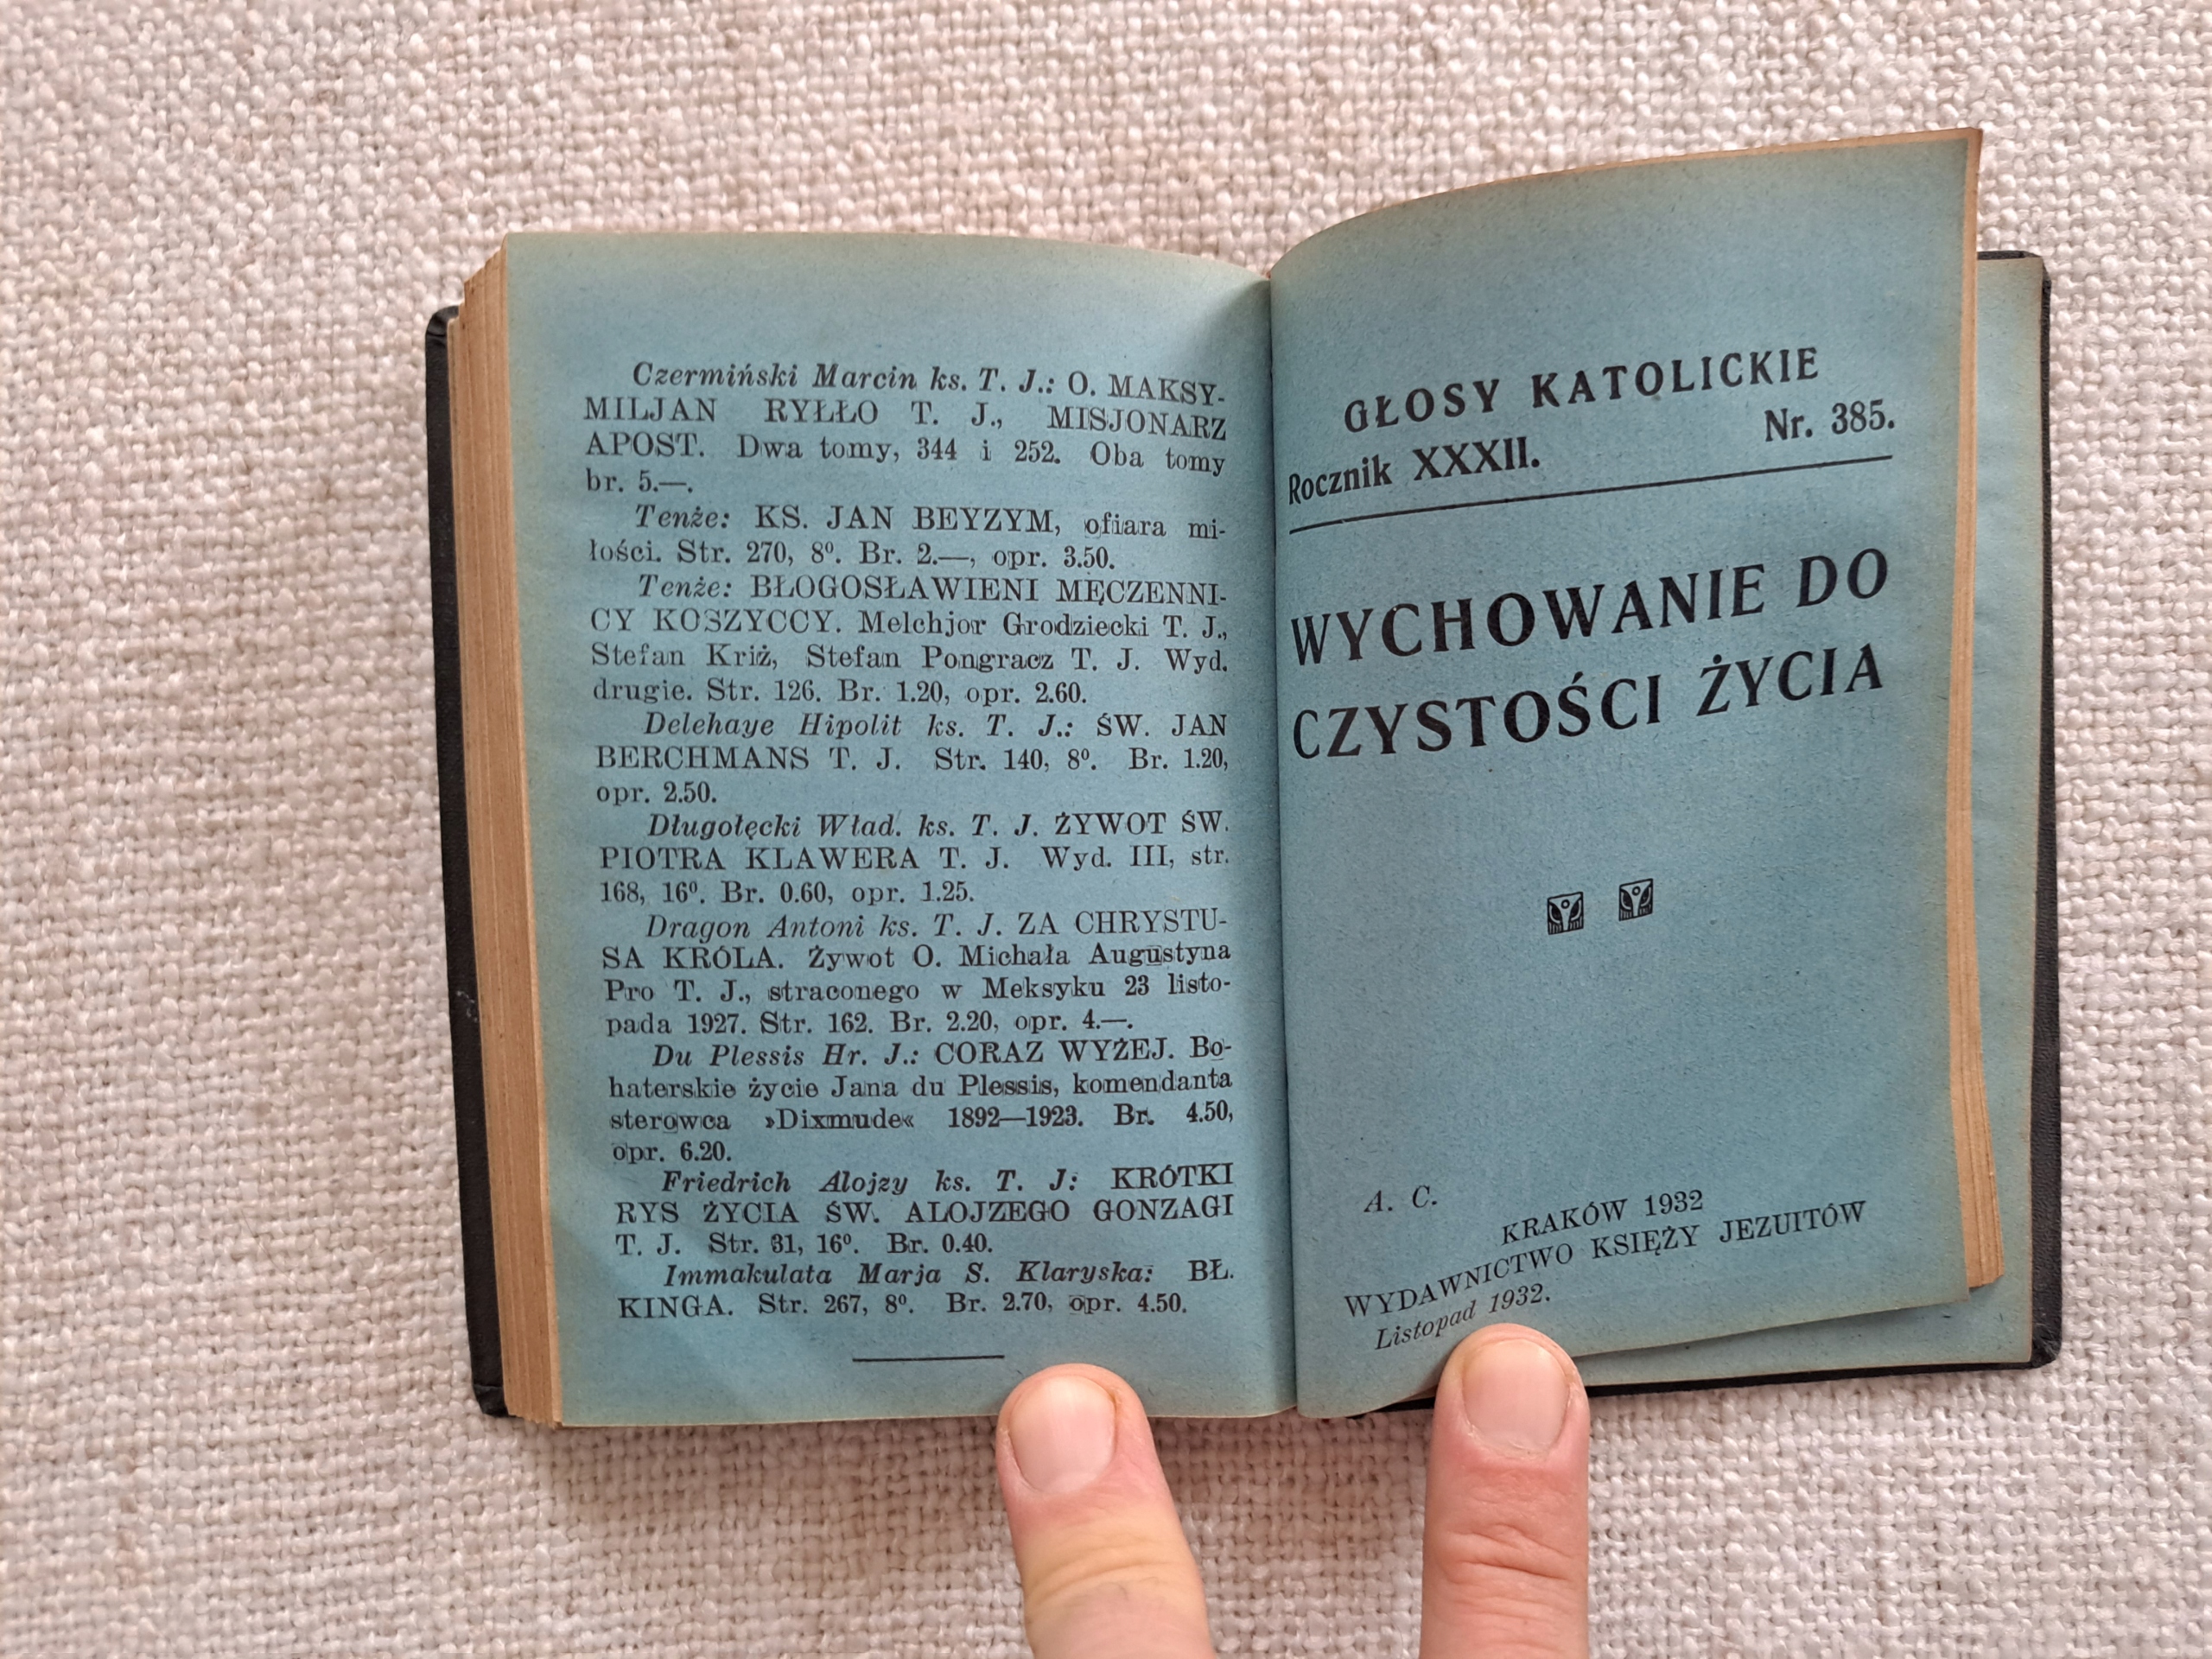 Czermiński Marcin ks. T. J.: O. MAKSY-
MILJAN RYŁŁO T. J., MISJONARZ
APOST. Dwa tomy, 344 i 252. Oba tomy
br. 5.—.
Tenże: KS. JAN BEYZYM, ofiara mi-
łości. Str. 270, 8⁰. Br. 2.—, opr. 3.50.
Tenże: BŁOGOSŁAWIENI MĘCZENNI-
CY KOSZYCCY. Melchjor Grodziecki T. J.,
Stefan Kriż, Stefan Pongracz T. J. Wyd.
drugie. Str. 126. Br. 1.20, opr. 2.60.
Delehaye Hipolit ks. T. J.: ŚW. JAN
BERCHMANS T. J. Str. 140, 8⁰. Br. 1.20,
opr. 2.50.
Długołęcki Wład. ks. T. J. ŻYWOT ŚW.
PIOTRA KLAWERA T. J. Wyd. III, str.
168, 16⁰. Br. 0.60, opr. 1.25.
Dragon Antoni ks. T. J. ZA CHRYSTU-
SA KRÓLA. Żywot O. Michała Augustyna
Pro T. J., straconego w Meksyku 23 listo-
pada 1927. Str. 162. Br. 2.20, opr. 4.—.
Du Plessis Hr. J.: CORAZ WYŻEJ. Bo-
haterskie życie Jana du Plessis, komendanta
sterowca »Dixmude« 1892—1923. Br. 4.50,
opr. 6.20.
Friedrich Alojzy ks. T. J: KRÓTKI
RYS ŻYCIA ŚW. ALOJZEGO GONZAGI
T. J. Str. 31, 16⁰. Br. 0.40.
Immakulata Marja S. Klaryska: BŁ.
KINGA. Str. 267, 8⁰. Br. 2.70, opr. 4.50.
GŁOSY KATOLICKIE
Rocznik XXXII. Nr. 385.
WYCHOWANIE DO
CZYSTOŚCI ŻYCIA
A. C.
KRAKÓW 1932
WYDAWNICTWO KSIĘŻY JEZUITÓW
Listopad 1932.